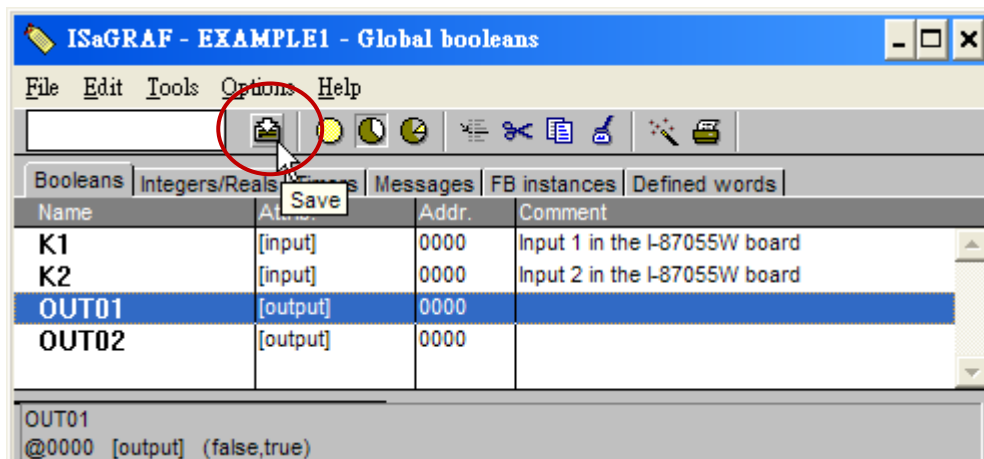 ISaGRAF - EXAMPLE1 - Global booleans
File Edit Tools Options Help
Booleans Integers/Reals Timers Messages FB instances Defined words
Save
Name Attrib. Addr. Comment
K1 [input] 0000 Input 1 in the I-87055W board
K2 [input] 0000 Input 2 in the I-87055W board
OUT01 [output] 0000
OUT02 [output] 0000
OUT01
@0000 [output] (false,true)